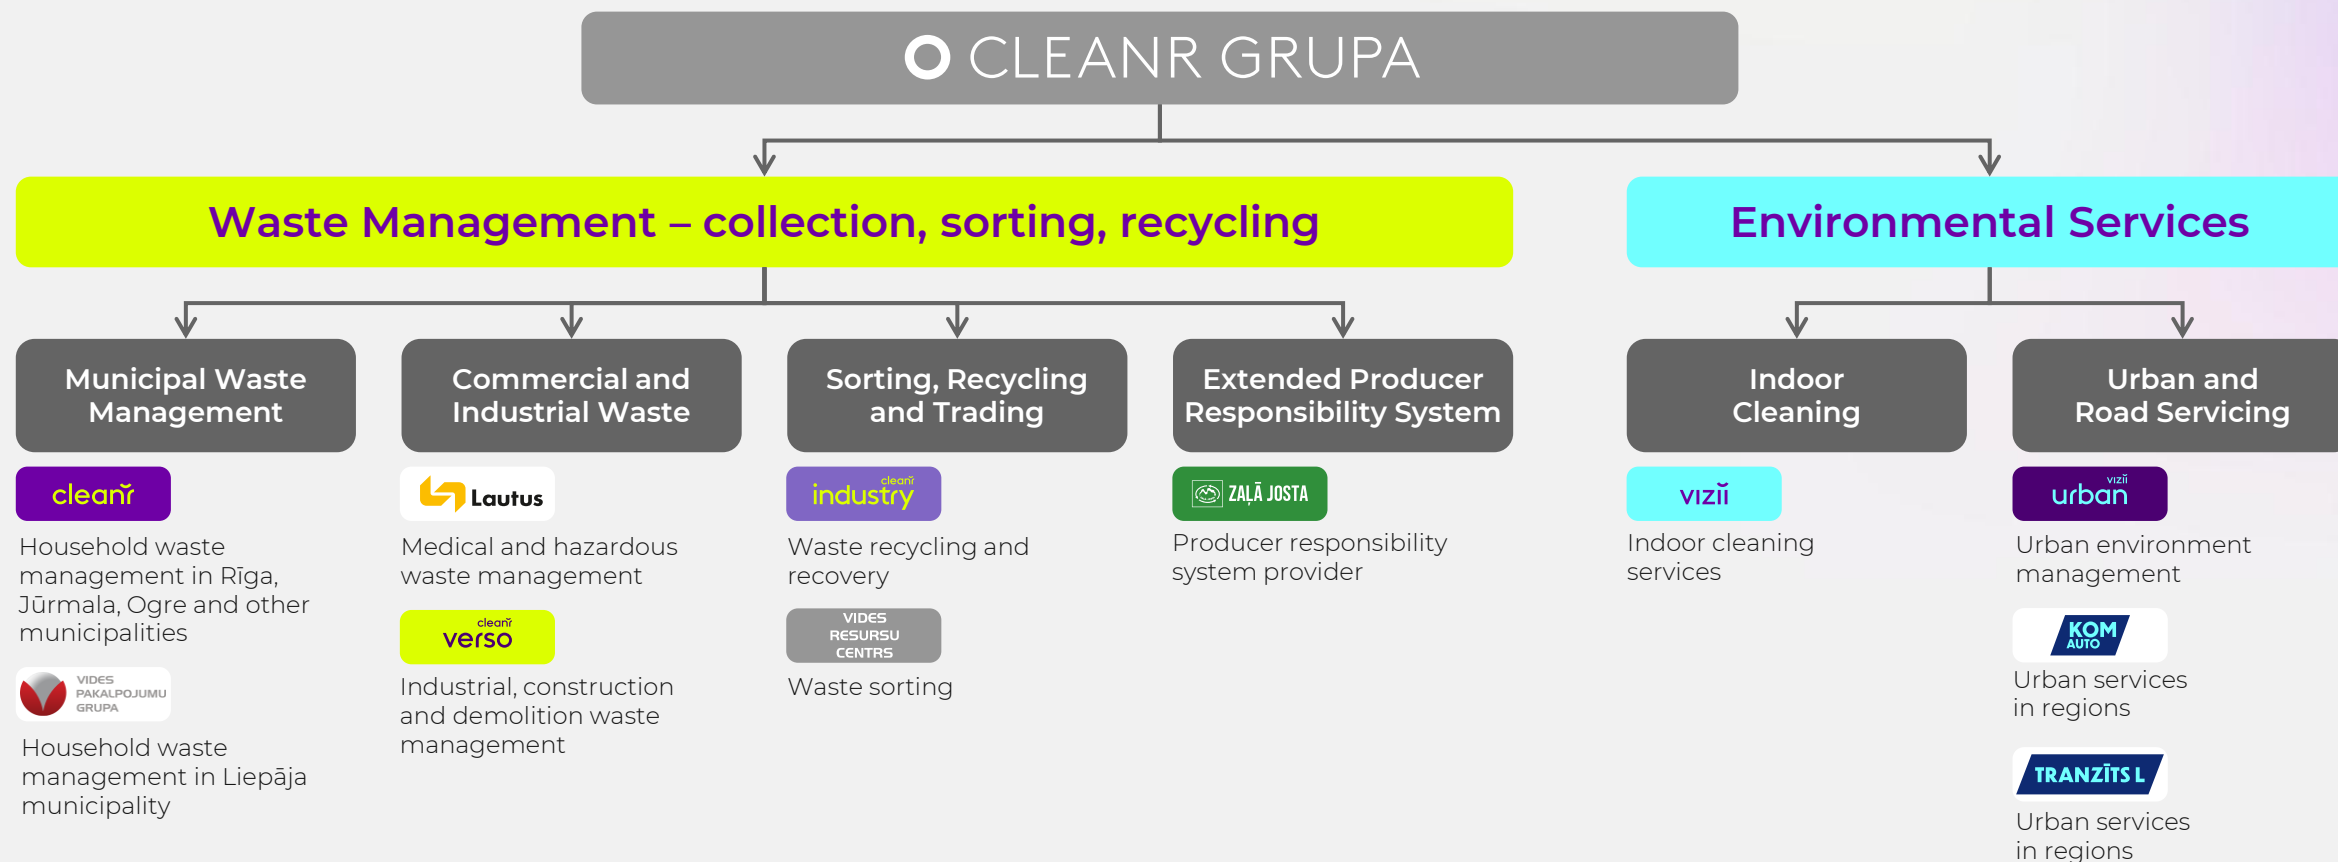 CLEANR GRUPA
Waste Management – collection, sorting, recycling
Environmental Services
Municipal Waste
Management
Commercial and
Industrial Waste
Sorting, Recycling
and Trading
Extended Producer
Responsibility System
Indoor
Cleaning
Urban and
Road Servicing
cleanr̆
Household waste
management in Rīga,
Jūrmala, Ogre and other
municipalities
VIDES
PAKALPOJUMU
GRUPA
Household waste
management in Liepāja
municipality
Lautus
Medical and hazardous
waste management
cleanr̆
verso
Industrial, construction
and demolition waste
management
cleanr̆
industry
Waste recycling and
recovery
VIDES
RESURSU
CENTRS
Waste sorting
ZAĻĀ JOSTA
Producer responsibility
system provider
viziĭ
Indoor cleaning
services
viziĭ
urban
Urban environment
management
KOM
AUTO
Urban services
in regions
TRANZĪTS L
Urban services
in regions